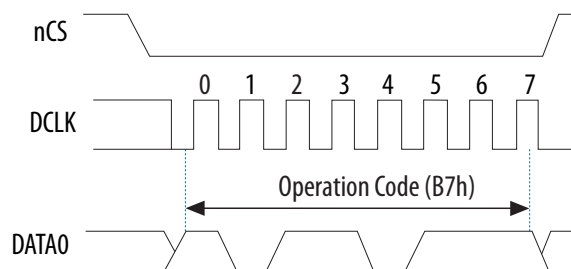 nCS
0 1 2 3 4 5 6 7
DCLK
Operation Code (B7h)
DATA0